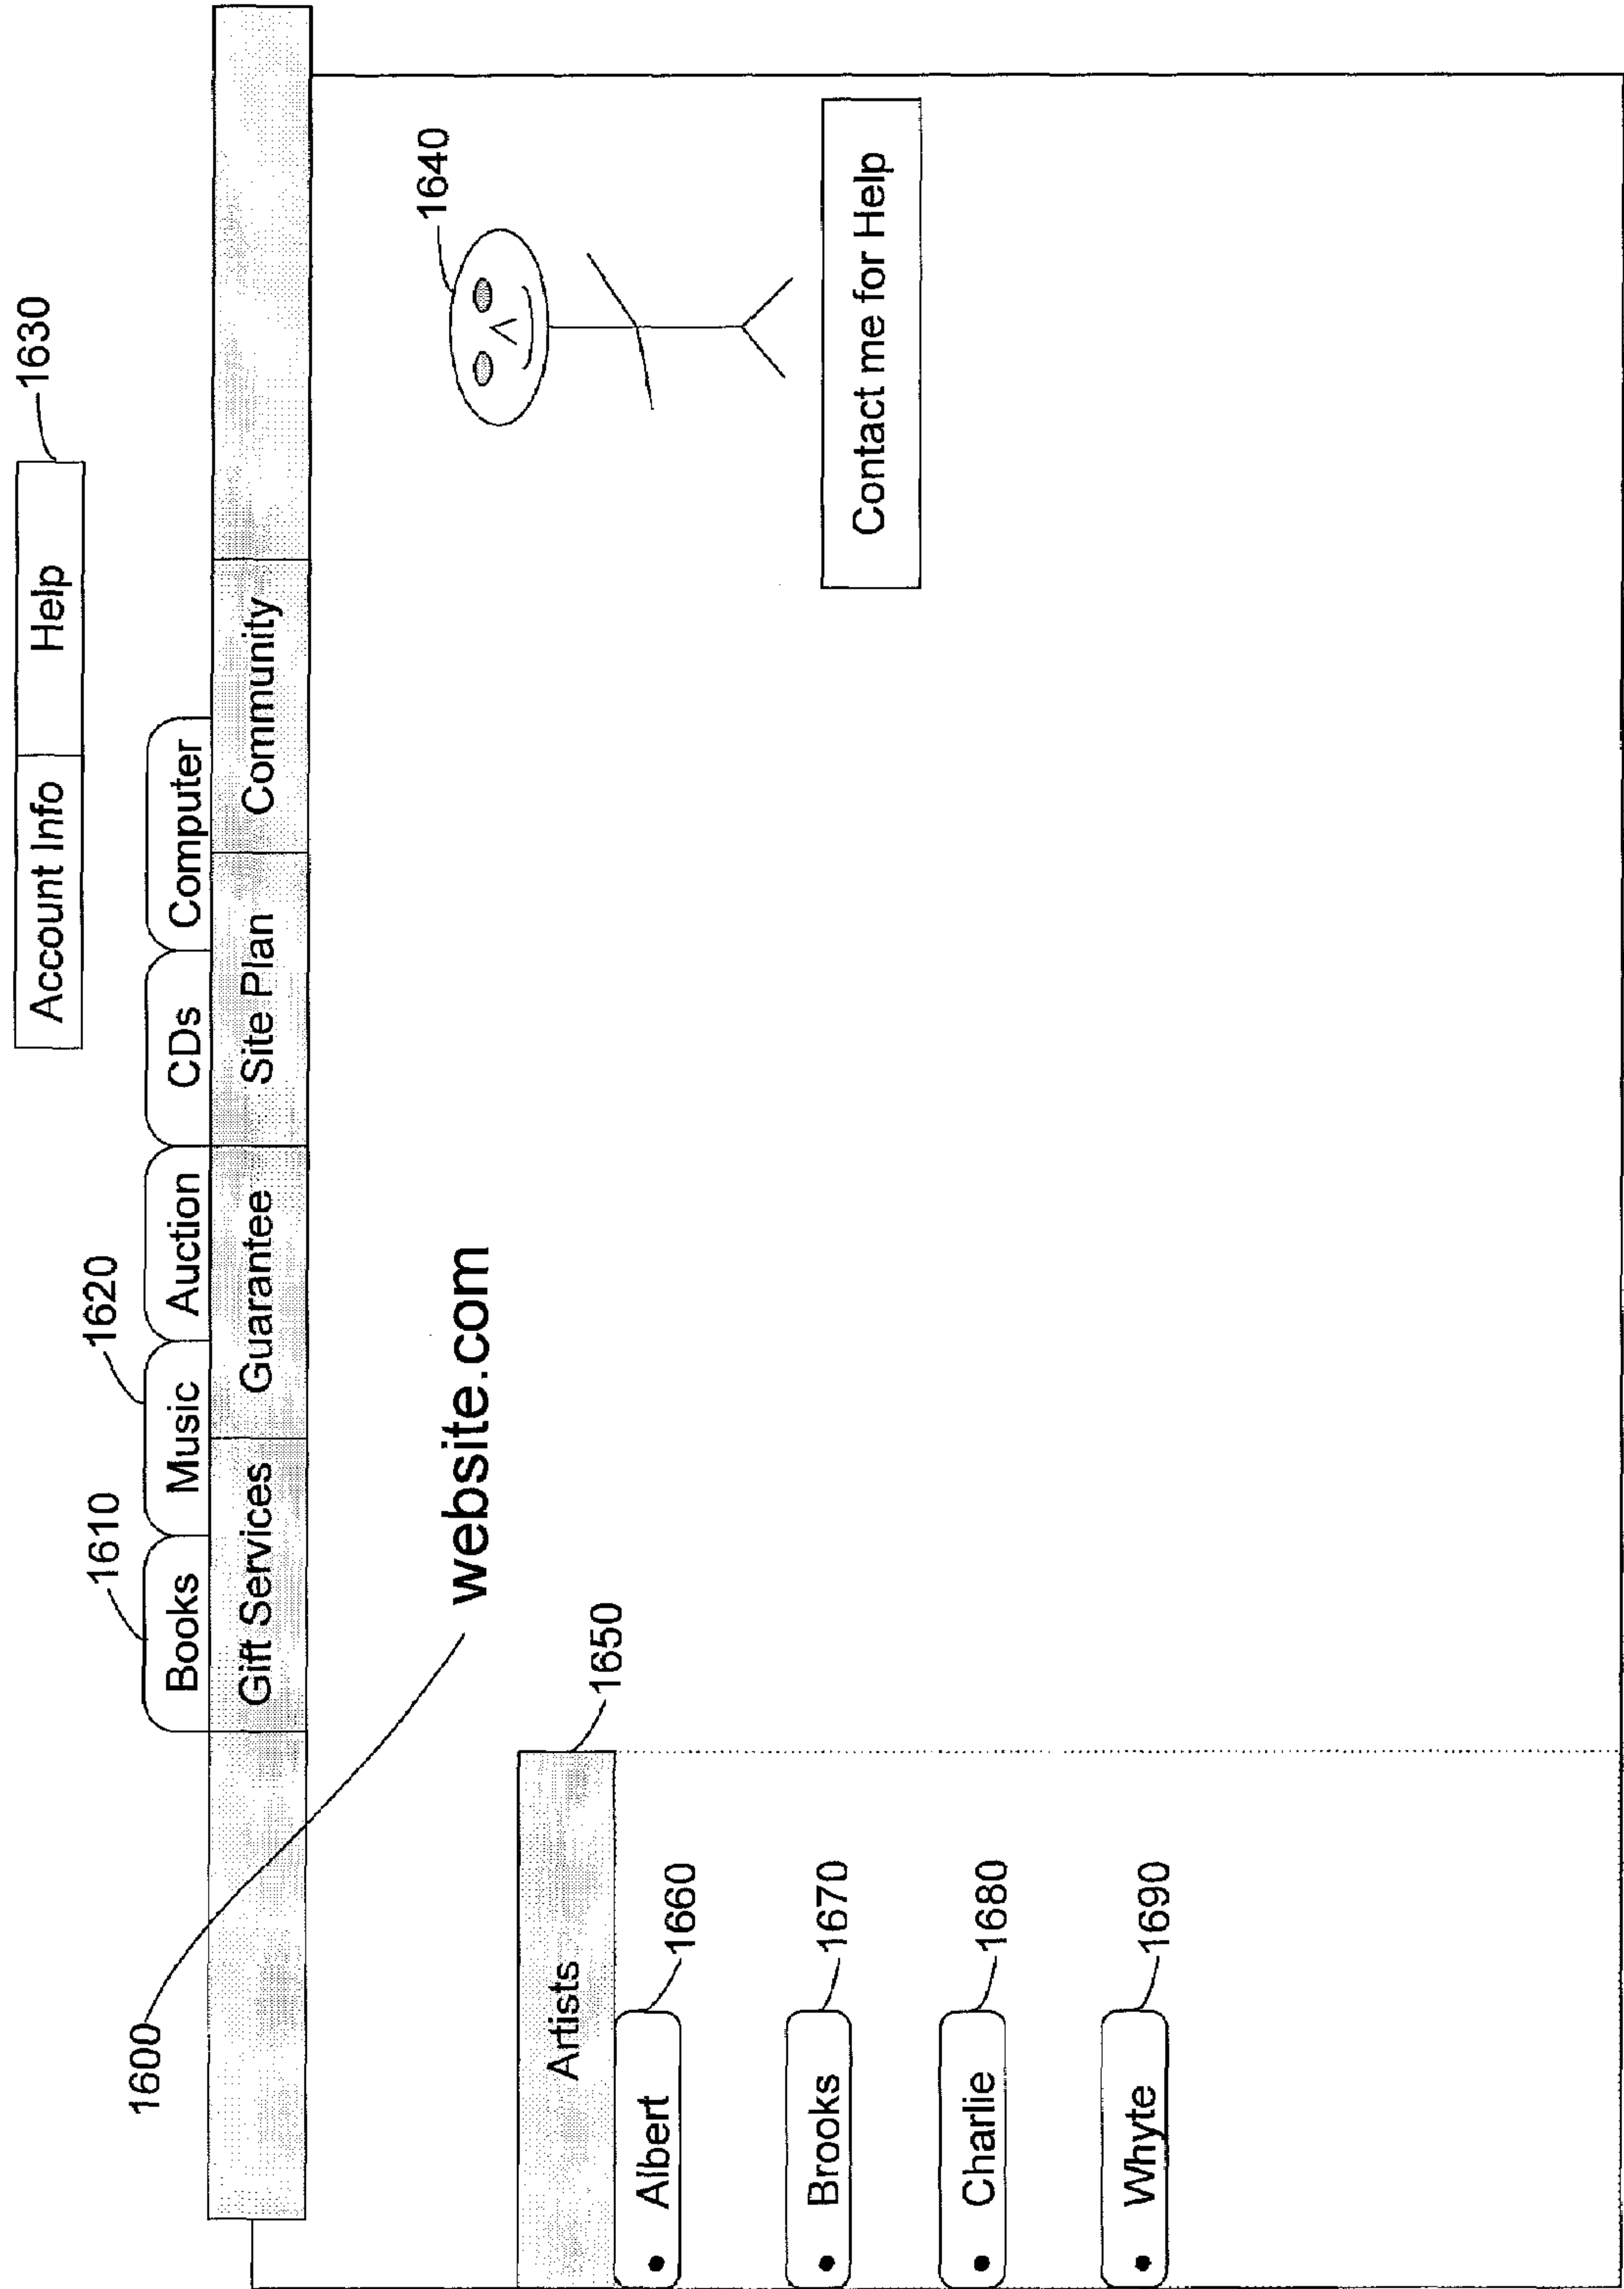 Account Info Help 1630
1610 1620
Books Music Auction CDs Computer
1600
Gift Services Guarantee Site Plan Community
website.com
1640
Artists 1650
Albert 1660
Brooks 1670
Contact me for Help
Charlie 1680
Whyte 1690